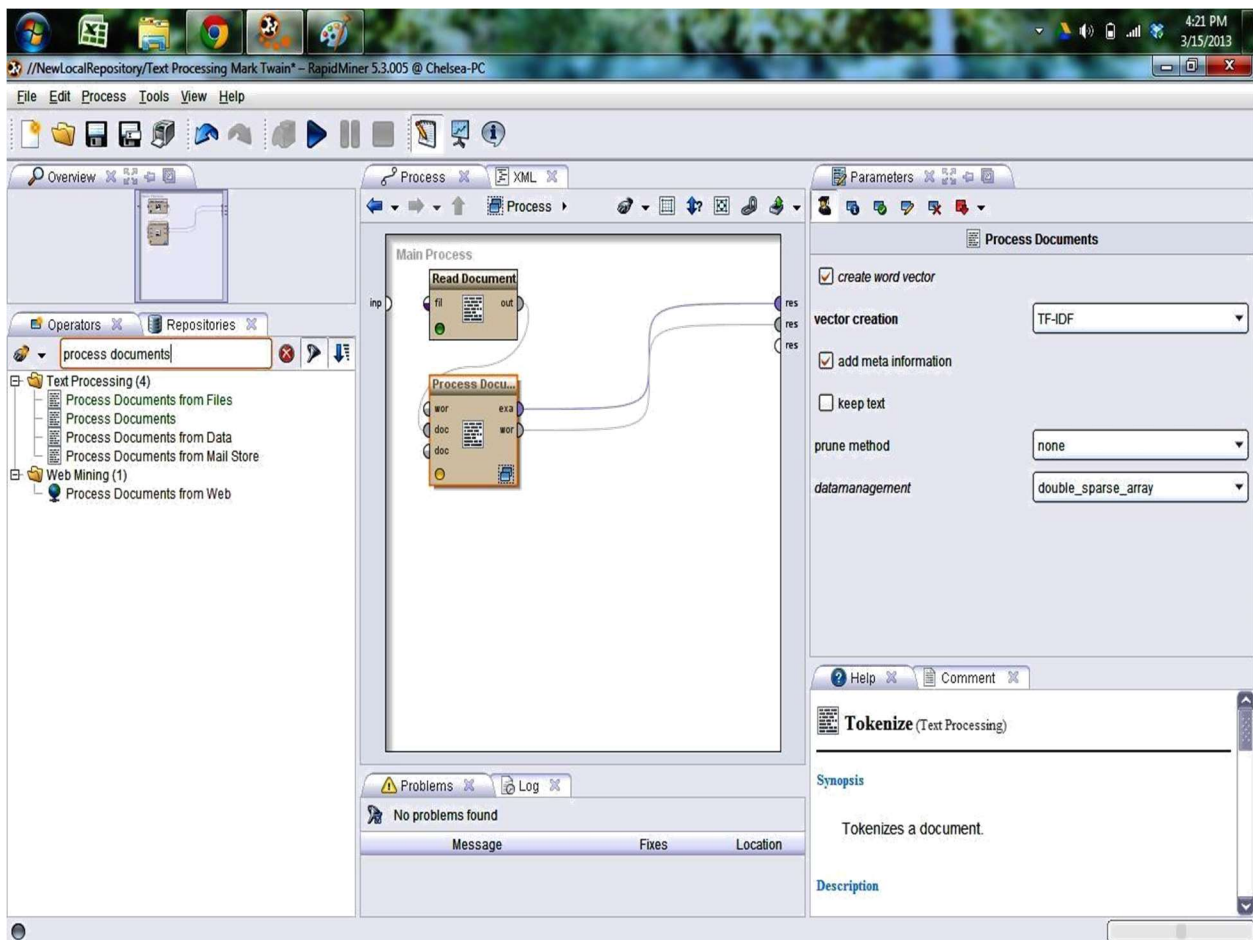 4:21 PM
3/15/2013
//NewLocalRepository/Text Processing Mark Twain* – RapidMiner 5.3.005 @ Chelsea-PC
File Edit Process Tools View Help
Overview
Operators
Repositories
process documents
Text Processing (4)
Process Documents from Files
Process Documents
Process Documents from Data
Process Documents from Mail Store
Web Mining (1)
Process Documents from Web
Process
XML
Process
Main Process
Read Document
inp
fil
out
res
res
res
Process Docu...
wor
exa
doc
wor
doc
Problems
Log
No problems found
Message Fixes Location
Parameters
Process Documents
create word vector
vector creation TF-IDF
add meta information
keep text
prune method none
datamanagement double_sparse_array
Help
Comment
Tokenize (Text Processing)
Synopsis
Tokenizes a document.
Description